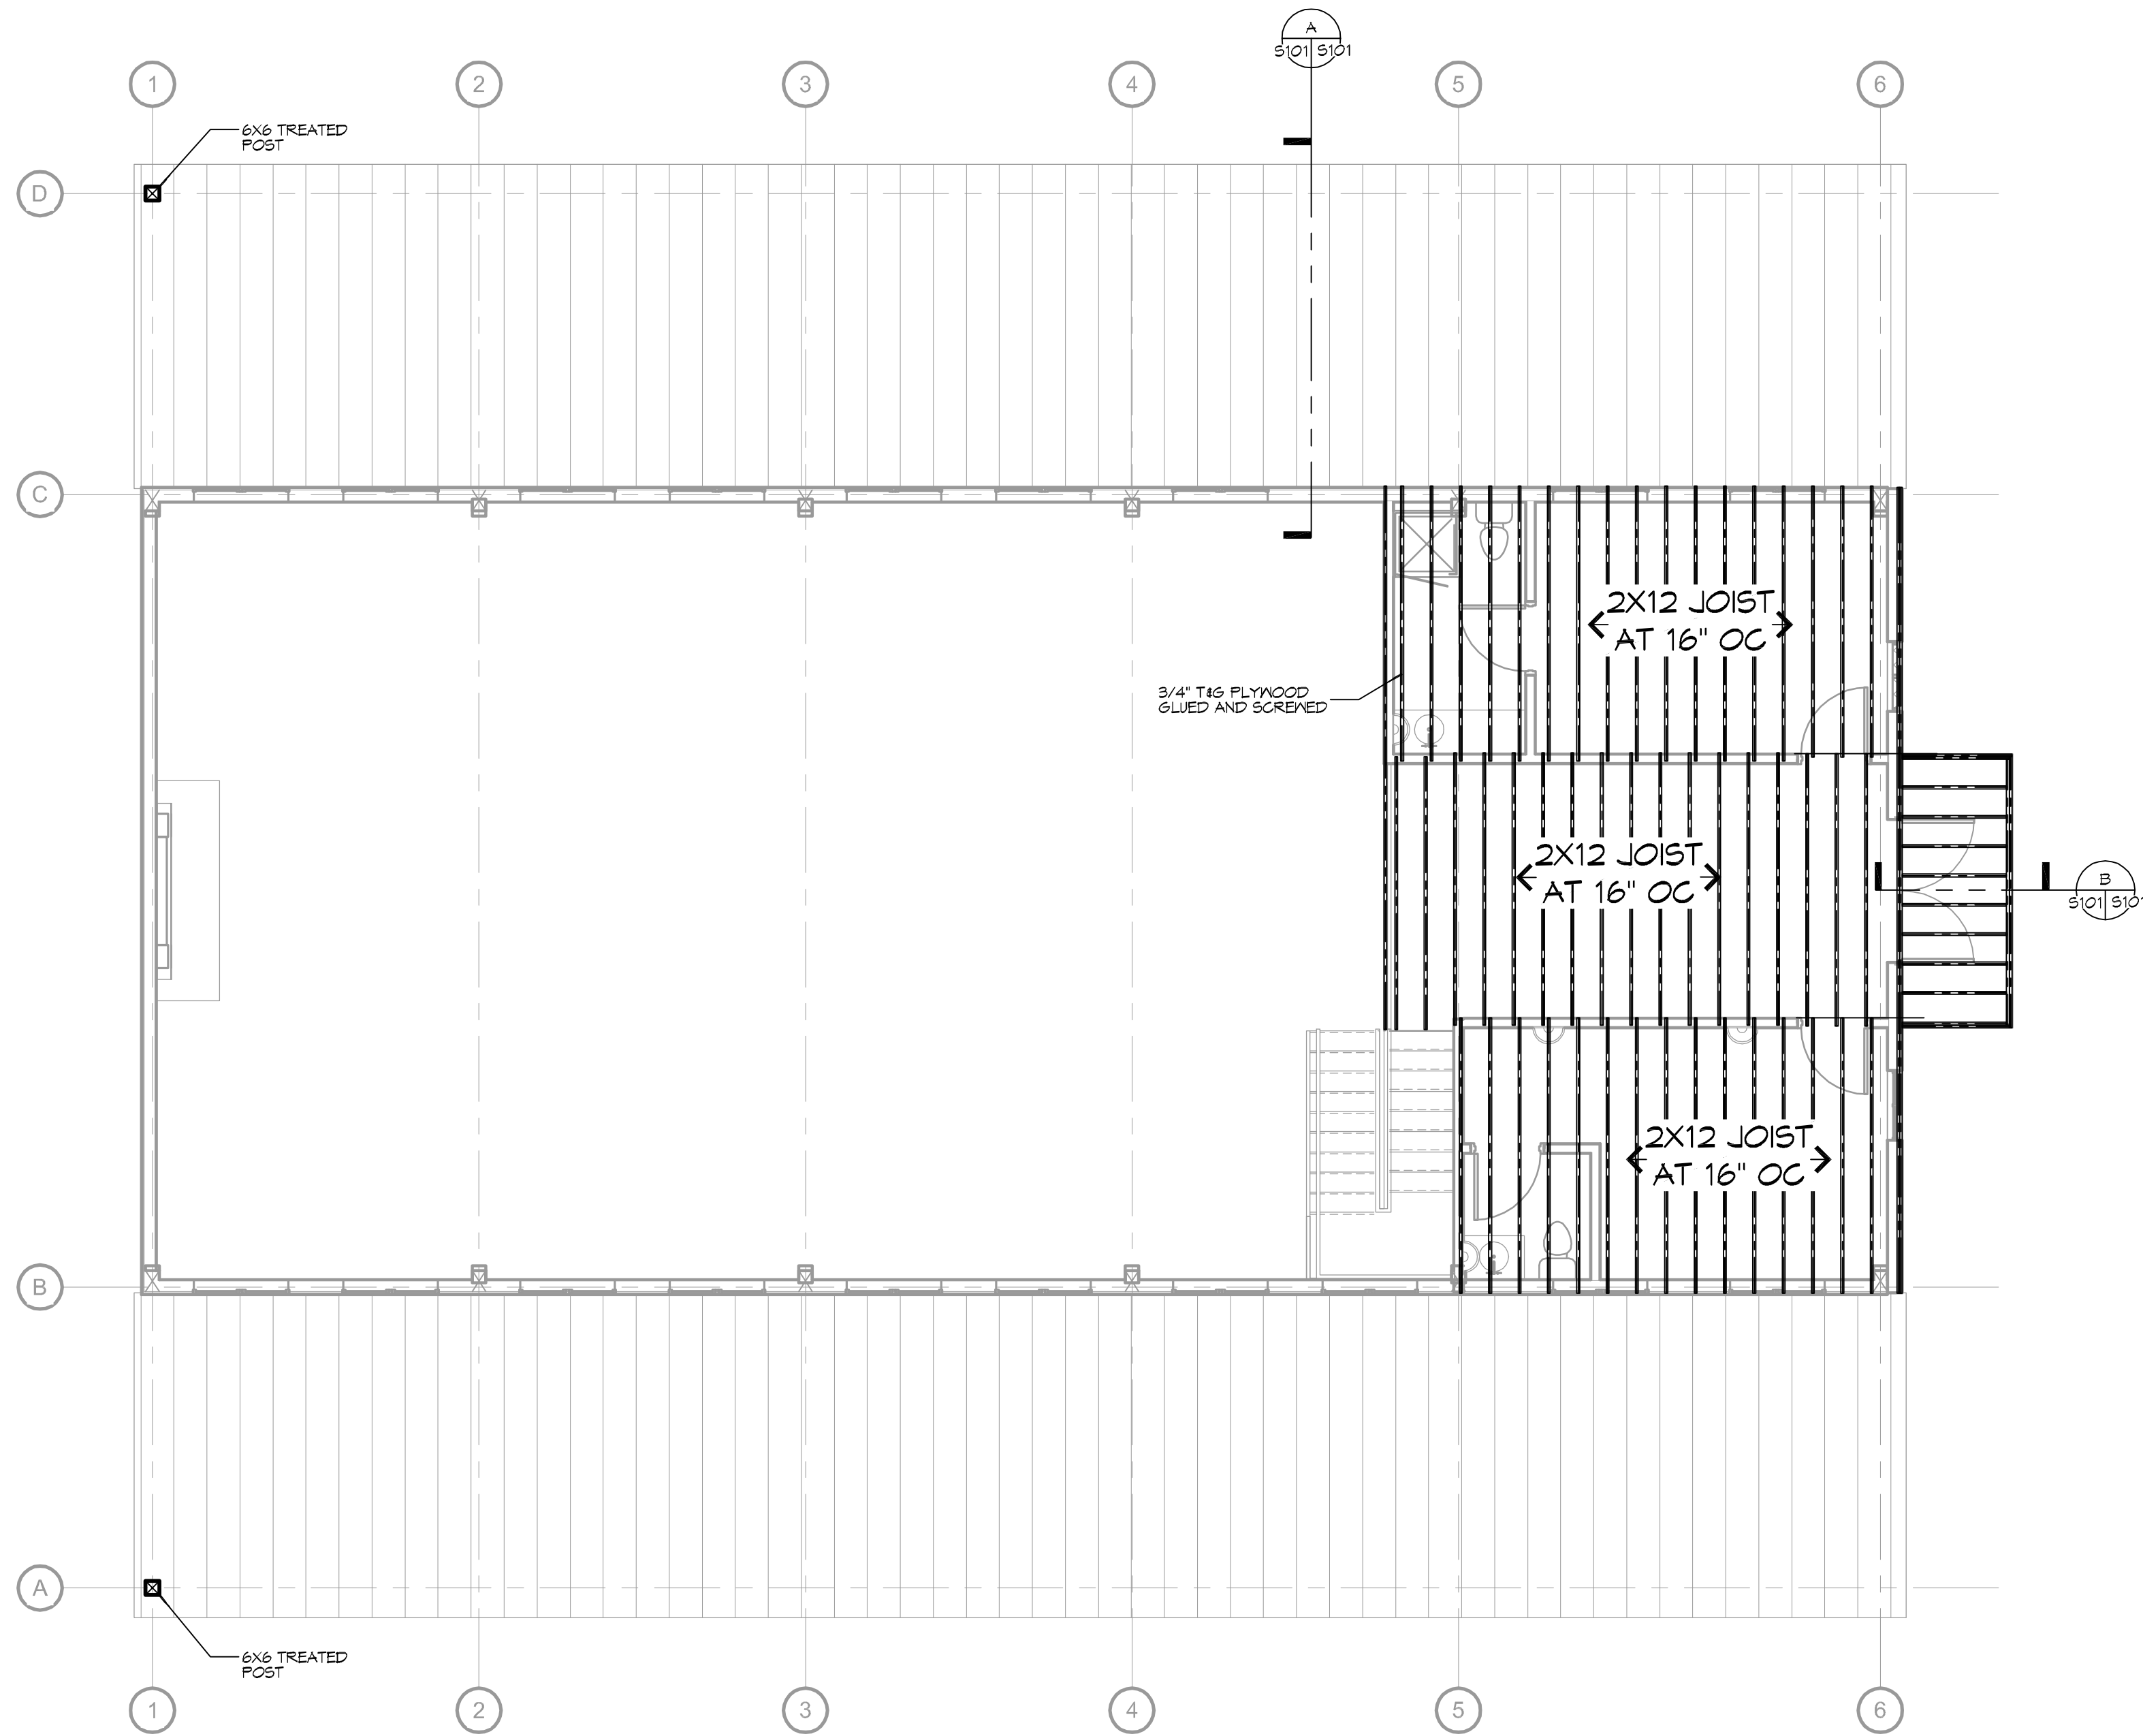 A
S101 S101
1 2 3 4 5 6
6X6 TREATED
POST
D
C
2X12 JOIST
AT 16" OC
3/4" T&G PLYWOOD
GLUED AND SCREWED
2X12 JOIST
AT 16" OC
B
S101 S101
2X12 JOIST
AT 16" OC
B
A
6X6 TREATED
POST
1 2 3 4 5 6